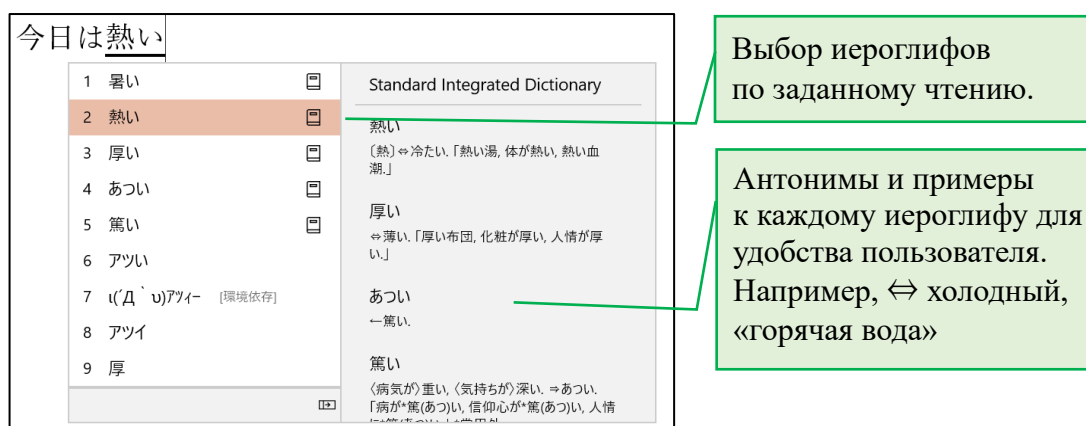 今日は熱い
1 暑い
2 熱い
3 厚い
4 あつい
5 篤い
6 アツい
7 ι(´Д｀υ)ｱﾂｨｰ [環境依存]
8 アツイ
9 厚
Standard Integrated Dictionary
熱い
〔熱〕⇔冷たい.「熱い湯, 体が熱い, 熱い血
潮.」
厚い
⇔薄い.「厚い布団, 化粧が厚い, 人情が厚
い.」
あつい
←篤い.
篤い
〈病気が〉重い, 〈気持ちが〉深い. ⇒あつい.
「病が*篤(あつ)い, 信仰心が*篤(あつ)い, 人情
Выбор иероглифов
по заданному чтению.
Антонимы и примеры
к каждому иероглифу для
удобства пользователя.
Например, ⇔ холодный,
«горячая вода»